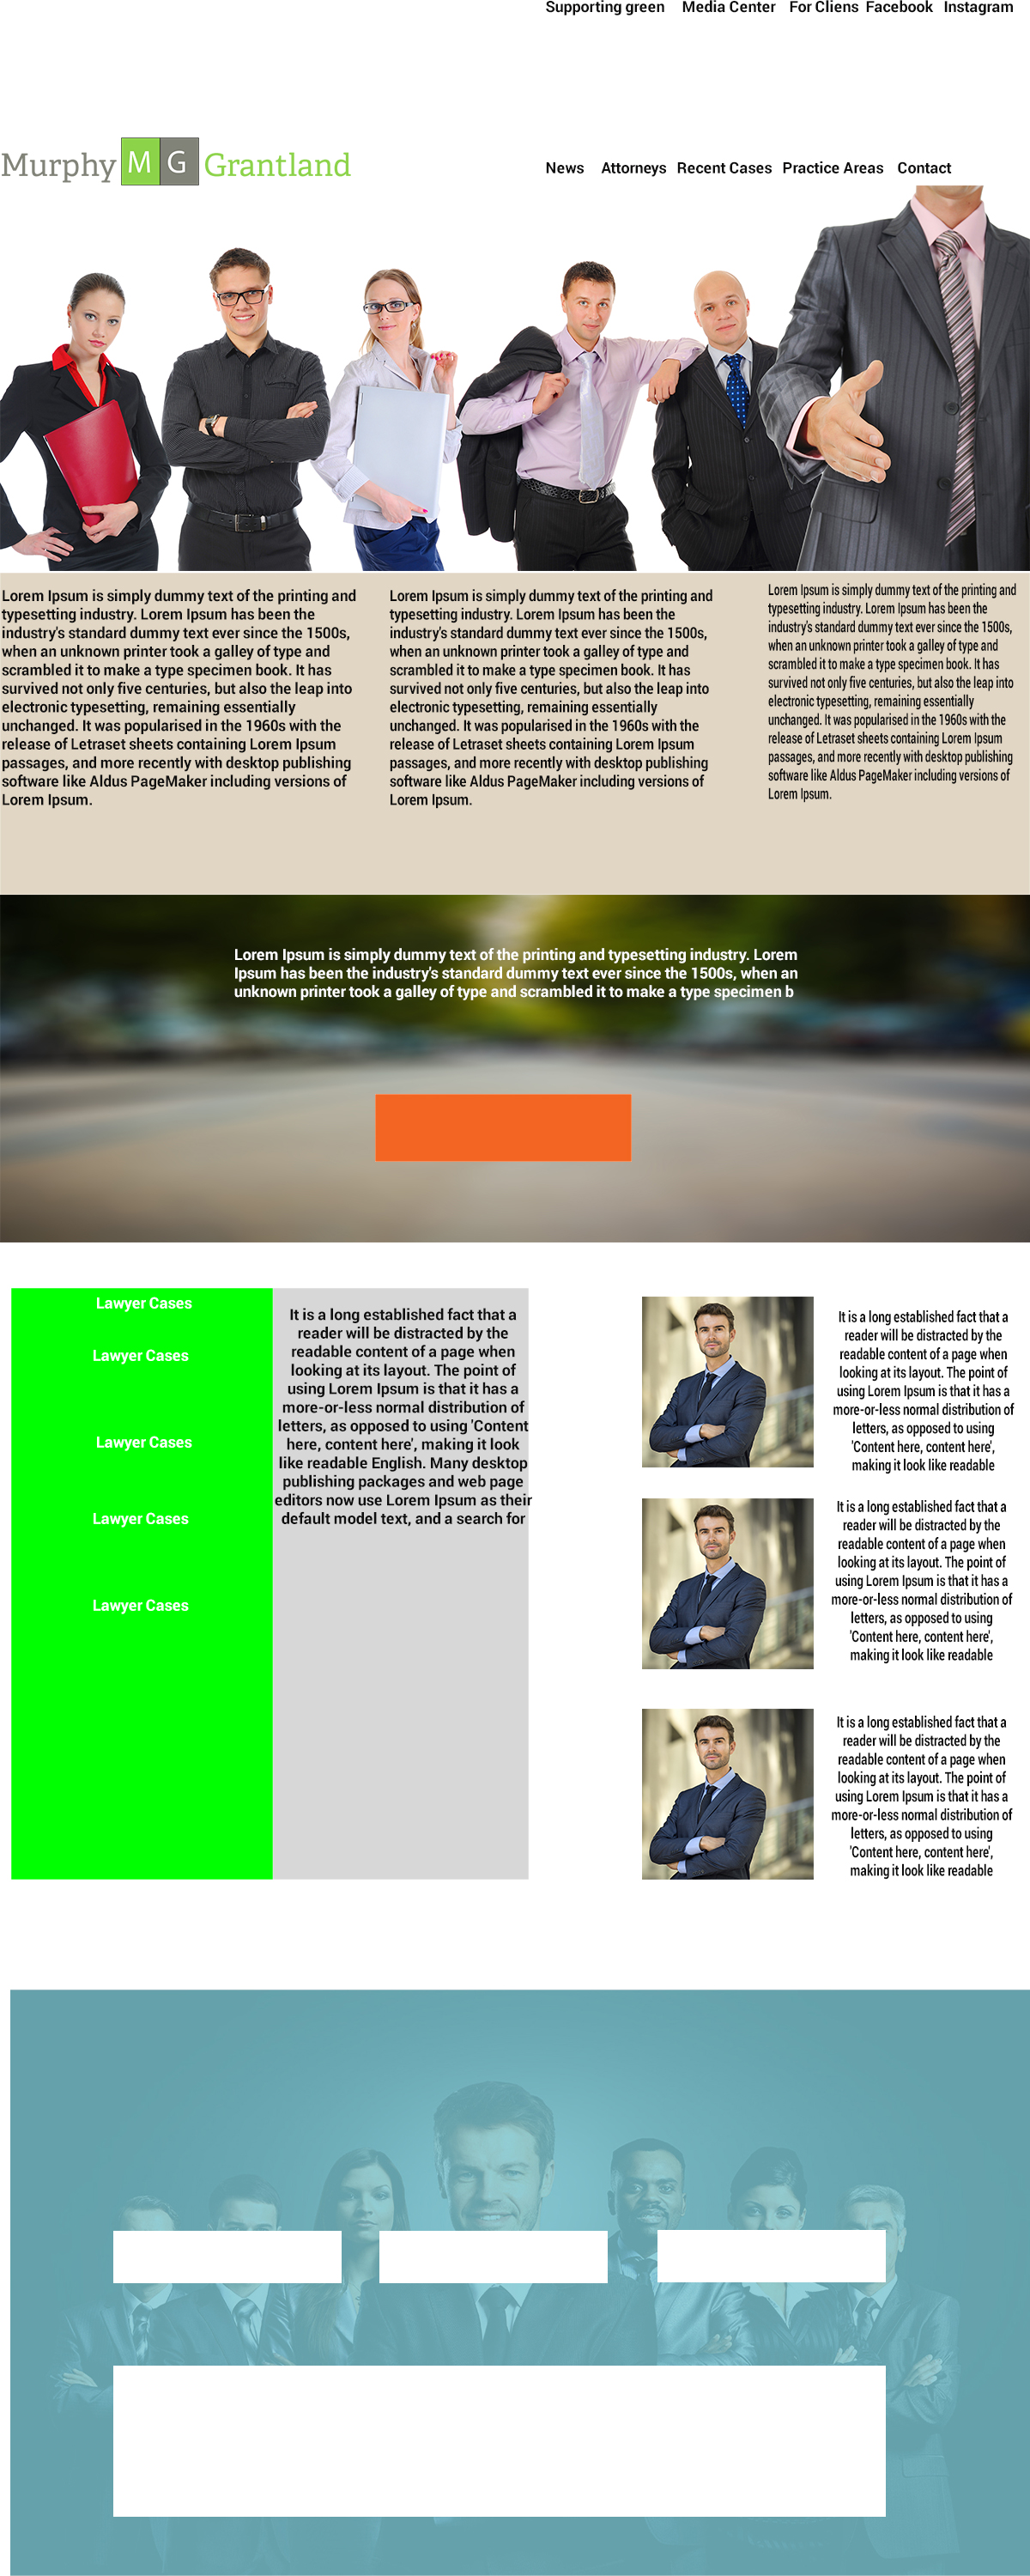 Supporting green Media Center For Cliens Facebook Instagram
Murphy M G Grantland
News Attorneys Recent Cases Practice Areas Contact
Lorem Ipsum is simply dummy text of the printing and
typesetting industry. Lorem Ipsum has been the
industry's standard dummy text ever since the 1500s,
when an unknown printer took a galley of type and
scrambled it to make a type specimen book. It has
survived not only five centuries, but also the leap into
electronic typesetting, remaining essentially
unchanged. It was popularised in the 1960s with the
release of Letraset sheets containing Lorem Ipsum
passages, and more recently with desktop publishing
software like Aldus PageMaker including versions of
Lorem Ipsum.
Lorem Ipsum is simply dummy text of the printing and
typesetting industry. Lorem Ipsum has been the
industry's standard dummy text ever since the 1500s,
when an unknown printer took a galley of type and
scrambled it to make a type specimen book. It has
survived not only five centuries, but also the leap into
electronic typesetting, remaining essentially
unchanged. It was popularised in the 1960s with the
release of Letraset sheets containing Lorem Ipsum
passages, and more recently with desktop publishing
software like Aldus PageMaker including versions of
Lorem Ipsum.
Lorem Ipsum is simply dummy text of the printing and
typesetting industry. Lorem Ipsum has been the
industry's standard dummy text ever since the 1500s,
when an unknown printer took a galley of type and
scrambled it to make a type specimen book. It has
survived not only five centuries, but also the leap into
electronic typesetting, remaining essentially
unchanged. It was popularised in the 1960s with the
release of Letraset sheets containing Lorem Ipsum
passages, and more recently with desktop publishing
software like Aldus PageMaker including versions of
Lorem Ipsum.
Lorem Ipsum is simply dummy text of the printing and typesetting industry. Lorem
Ipsum has been the industry's standard dummy text ever since the 1500s, when an
unknown printer took a galley of type and scrambled it to make a type specimen b
Lawyer Cases
Lawyer Cases
Lawyer Cases
Lawyer Cases
Lawyer Cases
It is a long established fact that a
reader will be distracted by the
readable content of a page when
looking at its layout. The point of
using Lorem Ipsum is that it has a
more-or-less normal distribution of
letters, as opposed to using 'Content
here, content here', making it look
like readable English. Many desktop
publishing packages and web page
editors now use Lorem Ipsum as their
default model text, and a search for
It is a long established fact that a
reader will be distracted by the
readable content of a page when
looking at its layout. The point of
using Lorem Ipsum is that it has a
more-or-less normal distribution of
letters, as opposed to using
'Content here, content here',
making it look like readable
It is a long established fact that a
reader will be distracted by the
readable content of a page when
looking at its layout. The point of
using Lorem Ipsum is that it has a
more-or-less normal distribution of
letters, as opposed to using
'Content here, content here',
making it look like readable
It is a long established fact that a
reader will be distracted by the
readable content of a page when
looking at its layout. The point of
using Lorem Ipsum is that it has a
more-or-less normal distribution of
letters, as opposed to using
'Content here, content here',
making it look like readable